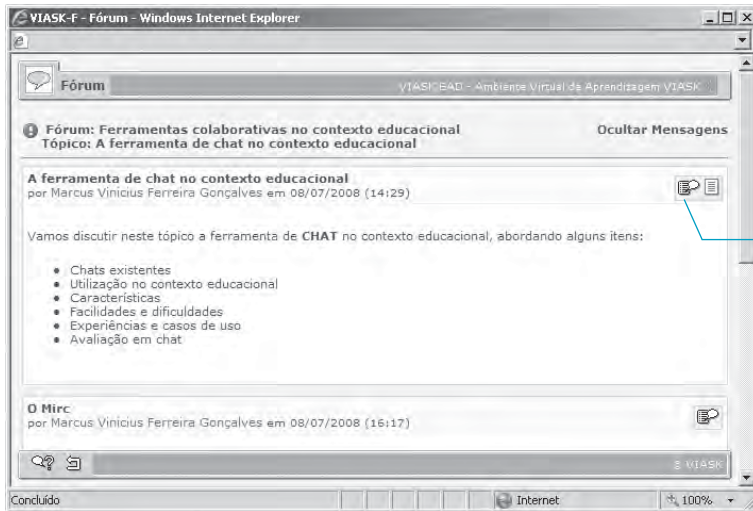 VIASK-F - Fórum - Windows Internet Explorer
Fórum
VIASK|EAD - Ambiente Virtual de Aprendizagem VIASK
Fórum: Ferramentas colaborativas no contexto educacional
Ocultar Mensagens
Tópico: A ferramenta de chat no contexto educacional
A ferramenta de chat no contexto educacional
por Marcus Vinicius Ferreira Gonçalves em 08/07/2008 (14:29)
Vamos discutir neste tópico a ferramenta de CHAT no contexto educacional, abordando alguns itens:
• Chats existentes
• Utilização no contexto educacional
• Características
• Facilidades e dificuldades
• Experiências e casos de uso
• Avaliação em chat
O Mirc
por Marcus Vinicius Ferreira Gonçalves em 08/07/2008 (16:17)
VIASK
Concluído
Internet
100%